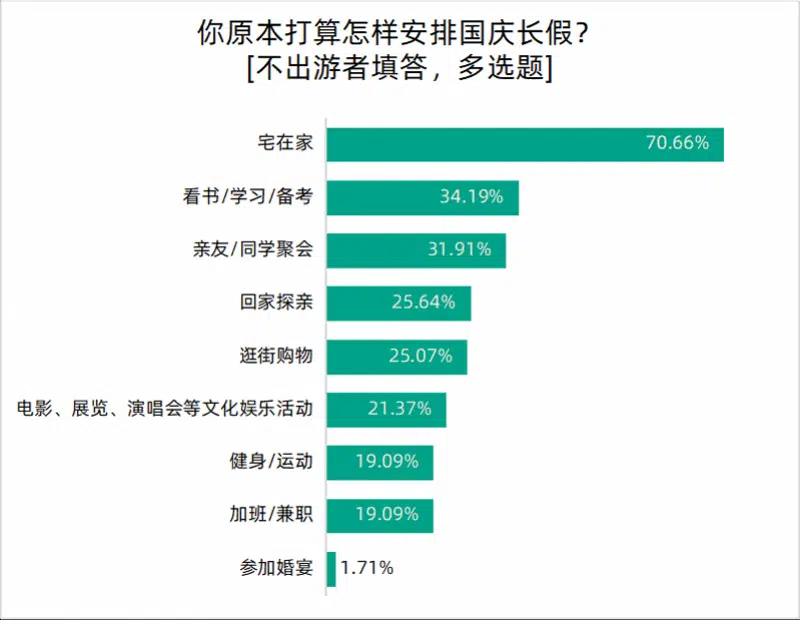 你原本打算怎样安排国庆长假？
[不出游者填答，多选题]
宅在家 70.66%
看书/学习/备考 34.19%
亲友/同学聚会 31.91%
回家探亲 25.64%
逛街购物 25.07%
电影、展览、演唱会等文化娱乐活动 21.37%
健身/运动 19.09%
加班/兼职 19.09%
参加婚宴 1.71%